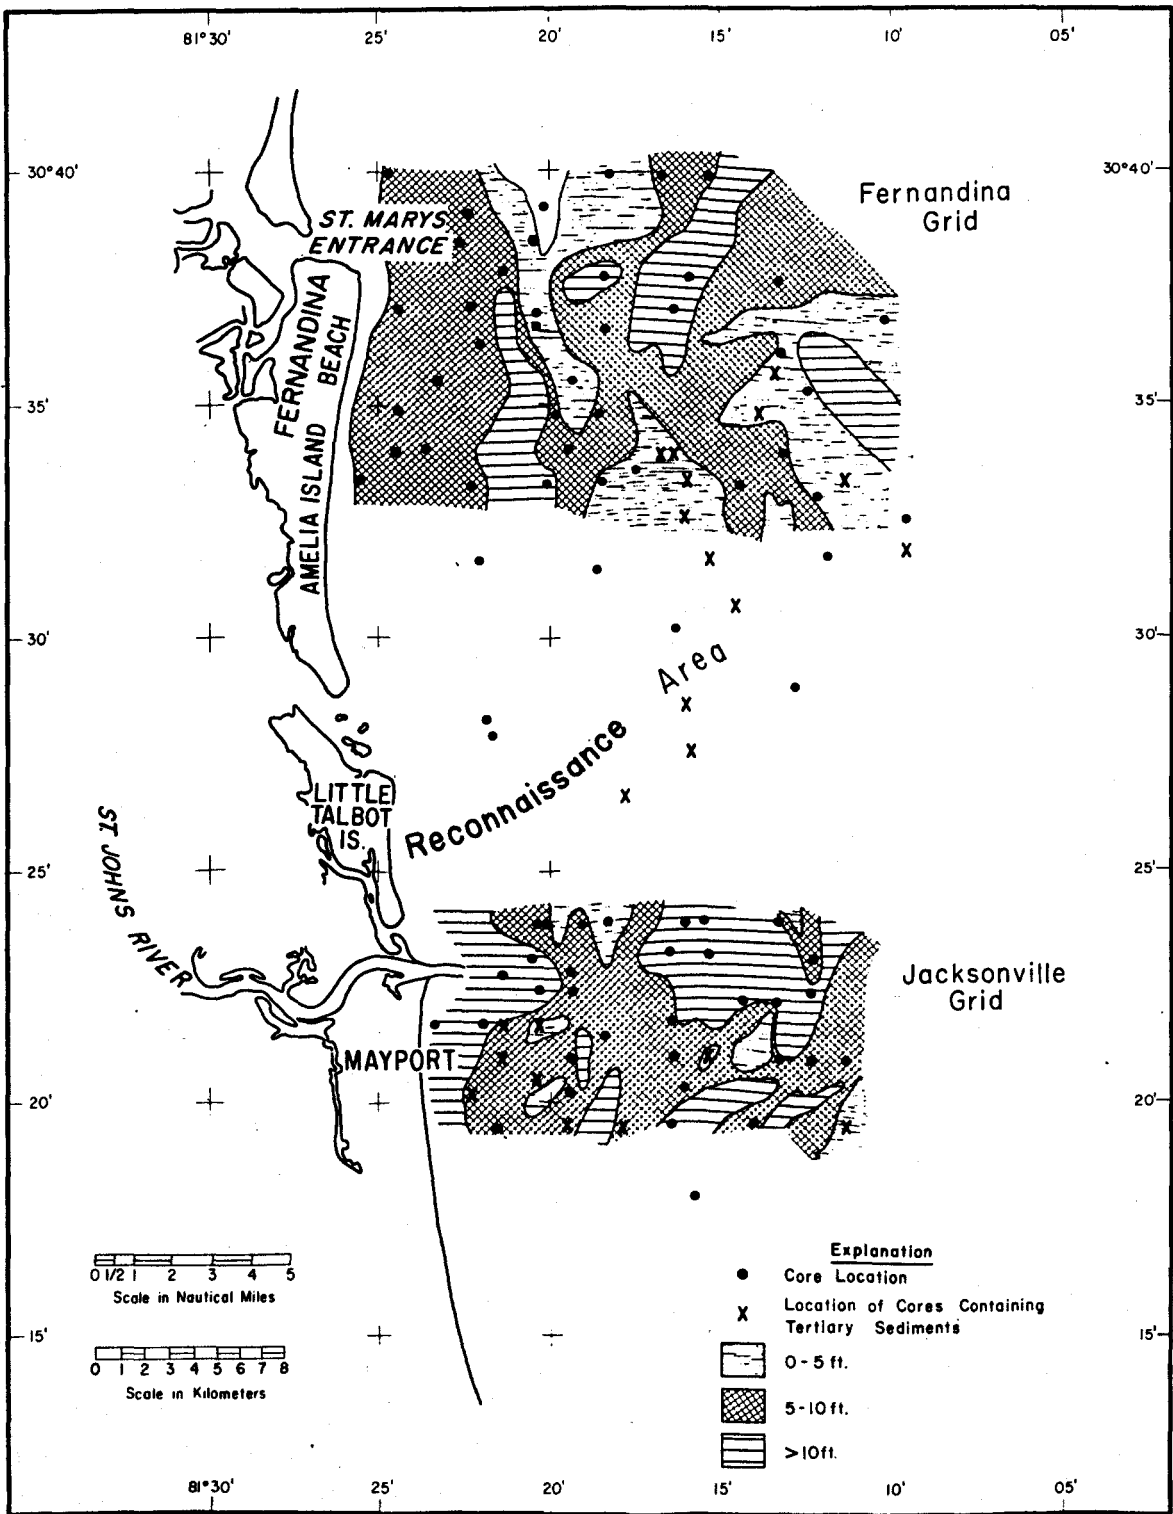 81°30' 25' 20' 15' 10' 05'
30°40' 30°40'
Fernandina
Grid
ST. MARYS
ENTRANCE
FERNANDINA
BEACH
AMELIA ISLAND
35' 35'
30' 30'
Reconnaissance Area
LITTLE
TALBOT
IS.
ST. JOHNS RIVER
25' 25'
Jacksonville
Grid
MAYPORT
20' 20'
0 1/2 1 2 3 4 5
Scale in Nautical Miles
0 1 2 3 4 5 6 7 8
Scale in Kilometers
Explanation
Core Location
X Location of Cores Containing
Tertiary Sediments
0-5 ft.
5-10 ft.
>10 ft.
15' 15'
81°30' 25' 20' 15' 10' 05'